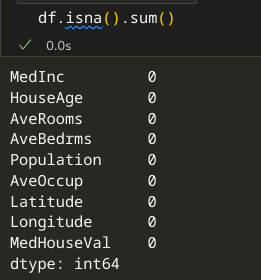 df.isna().sum()
0.0s
MedInc 0
HouseAge 0
AveRooms 0
AveBedrms 0
Population 0
AveOccup 0
Latitude 0
Longitude 0
MedHouseVal 0
dtype: int64